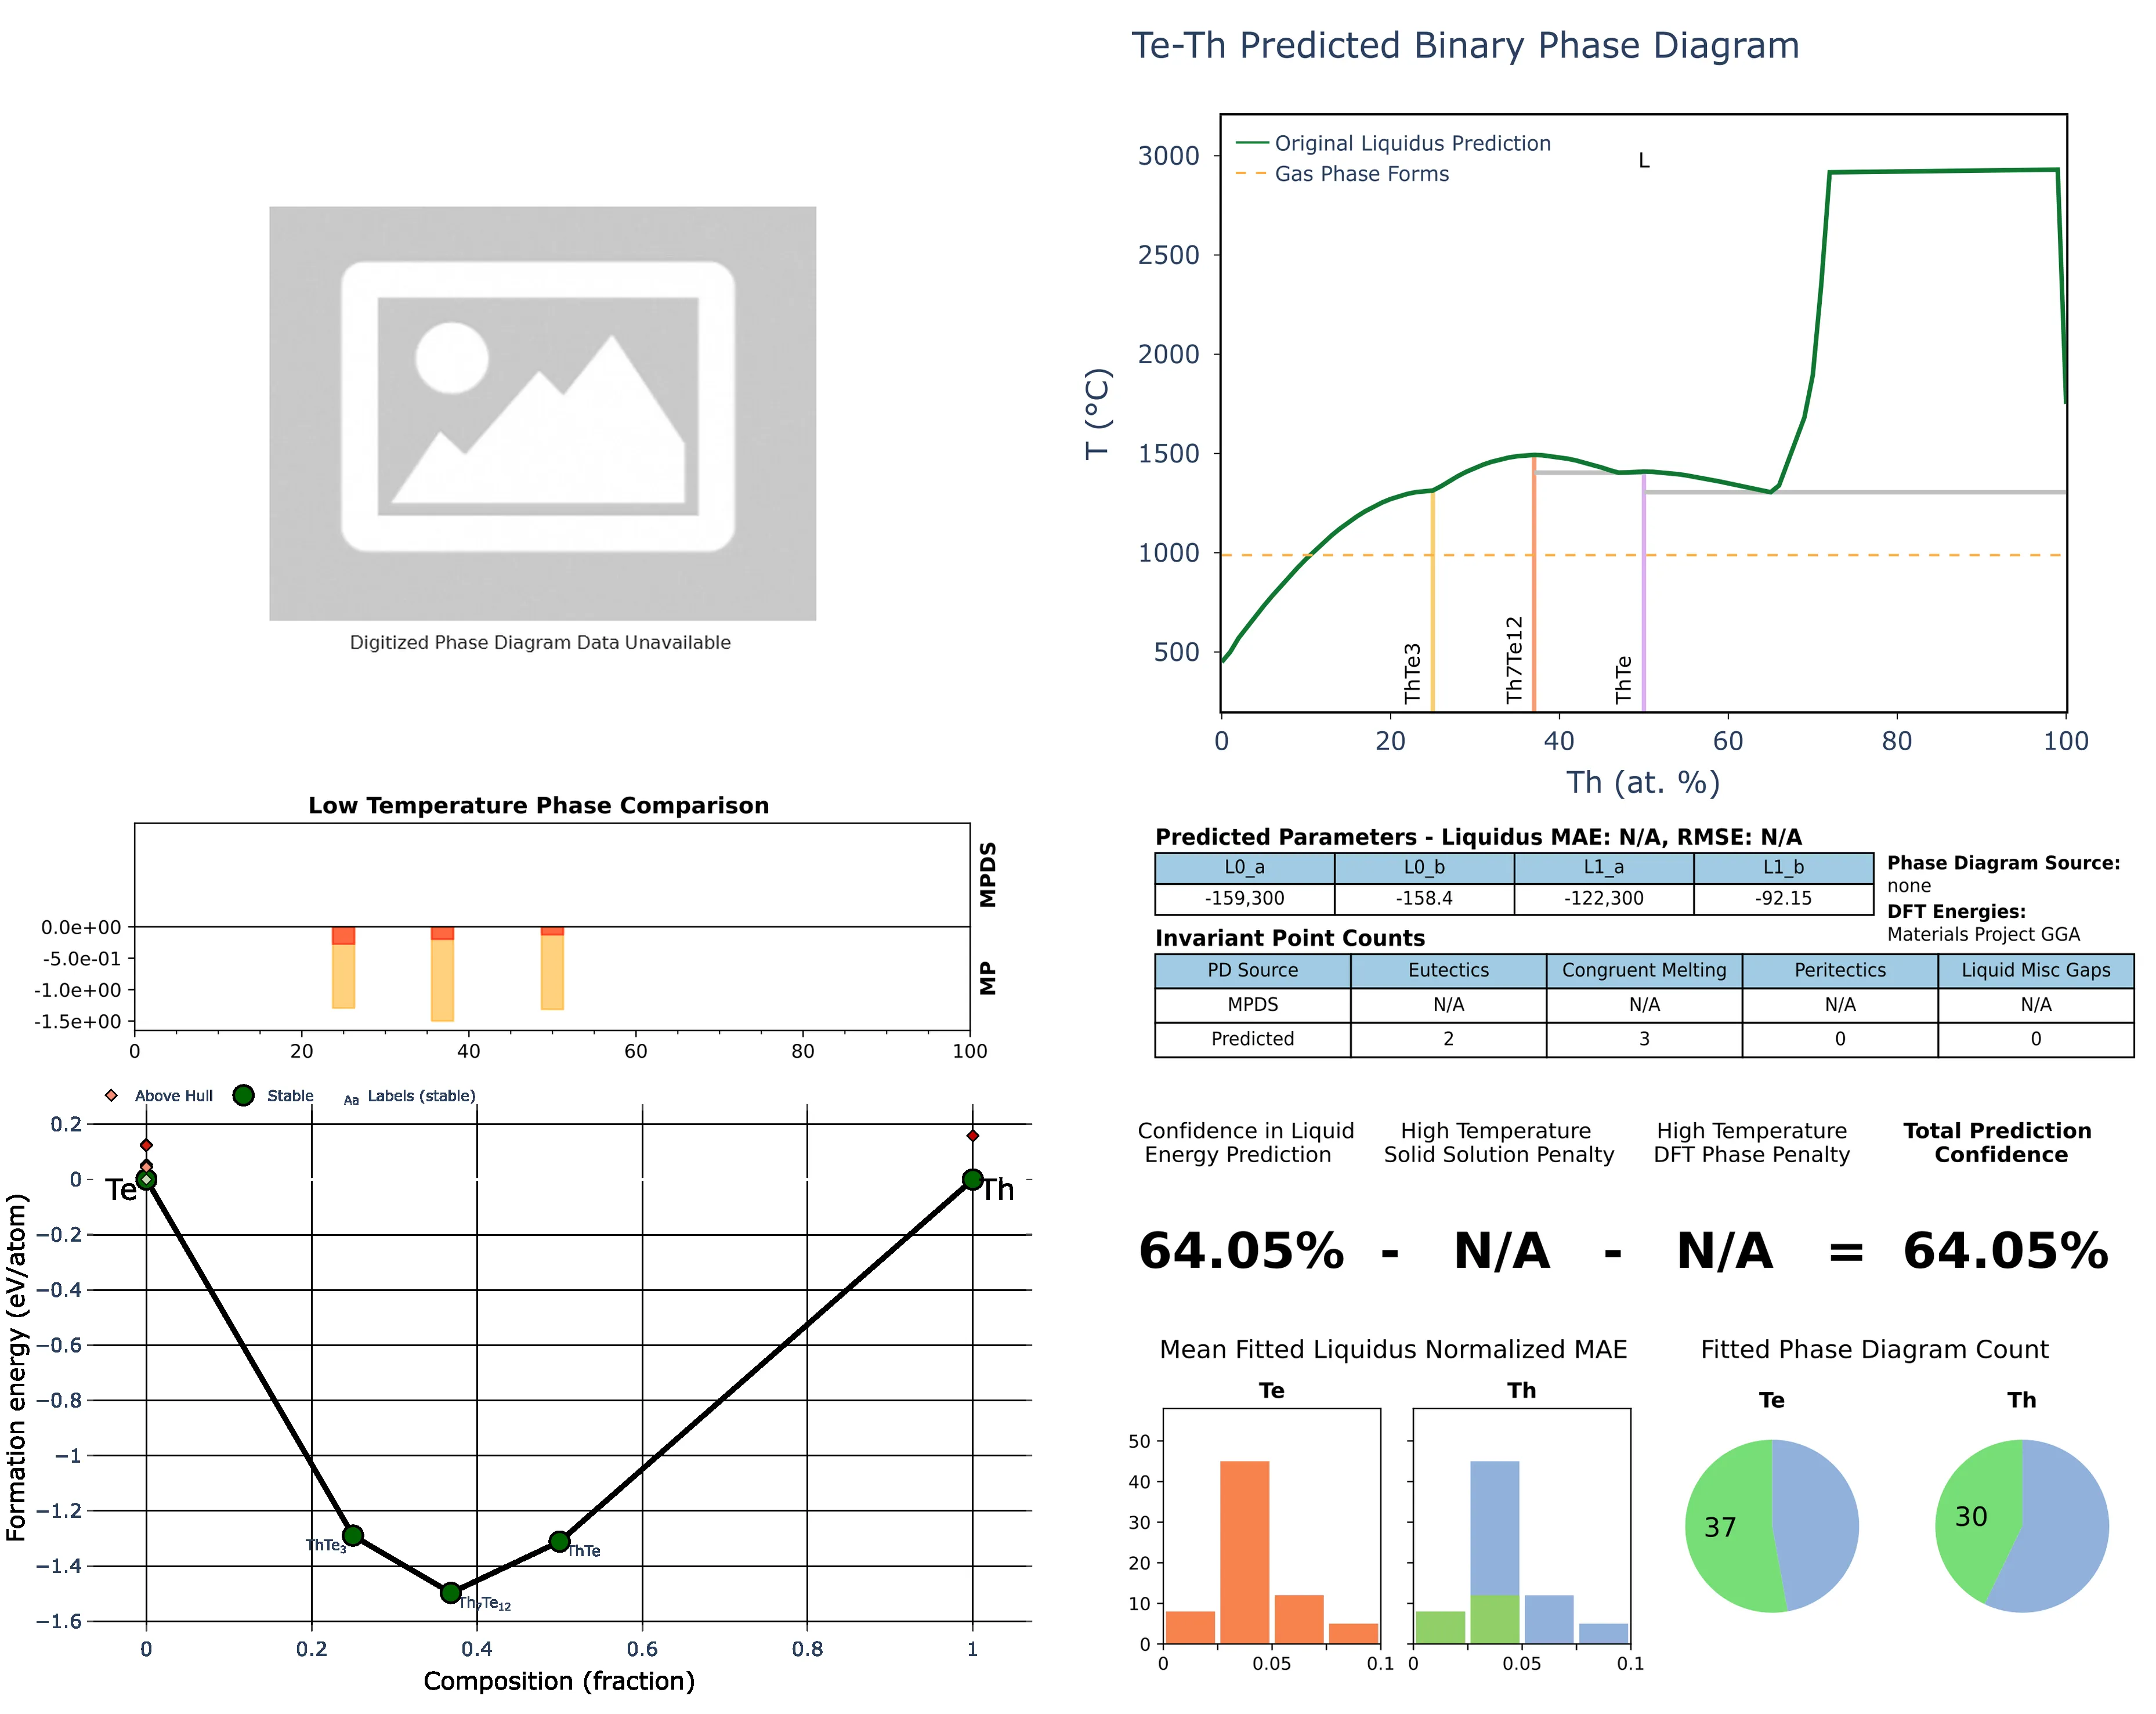 Te-Th Predicted Binary Phase Diagram
Original Liquidus Prediction
Gas Phase Forms
L
3000
2500
2000
1500
1000
500
T (°C)
ThTe3
Th7Te12
ThTe
0 20 40 60 80 100
Th (at. %)
Digitized Phase Diagram Data Unavailable
Low Temperature Phase Comparison
MPDS
MP
0.0e+00
-5.0e-01
-1.0e+00
-1.5e+00
0 20 40 60 80 100
Predicted Parameters - Liquidus MAE: N/A, RMSE: N/A
L0_a L0_b L1_a L1_b
-159,300 -158.4 -122,300 -92.15
Phase Diagram Source:
none
DFT Energies:
Materials Project GGA
Invariant Point Counts
PD Source Eutectics Congruent Melting Peritectics Liquid Misc Gaps
MPDS N/A N/A N/A N/A
Predicted 2 3 0 0
Above Hull Stable Aa Labels (stable)
0.2
0
−0.2
−0.4
−0.6
−0.8
−1
−1.2
−1.4
−1.6
Formation energy (eV/atom)
Te
Th
ThTe₃
Th₇Te₁₂
ThTe
0 0.2 0.4 0.6 0.8 1
Composition (fraction)
Confidence in Liquid
Energy Prediction
High Temperature
Solid Solution Penalty
High Temperature
DFT Phase Penalty
Total Prediction
Confidence
64.05% - N/A - N/A = 64.05%
Mean Fitted Liquidus Normalized MAE
Te
Th
50
40
30
20
10
0
0 0.05 0.1
0 0.05 0.1
Fitted Phase Diagram Count
Te
Th
37
30